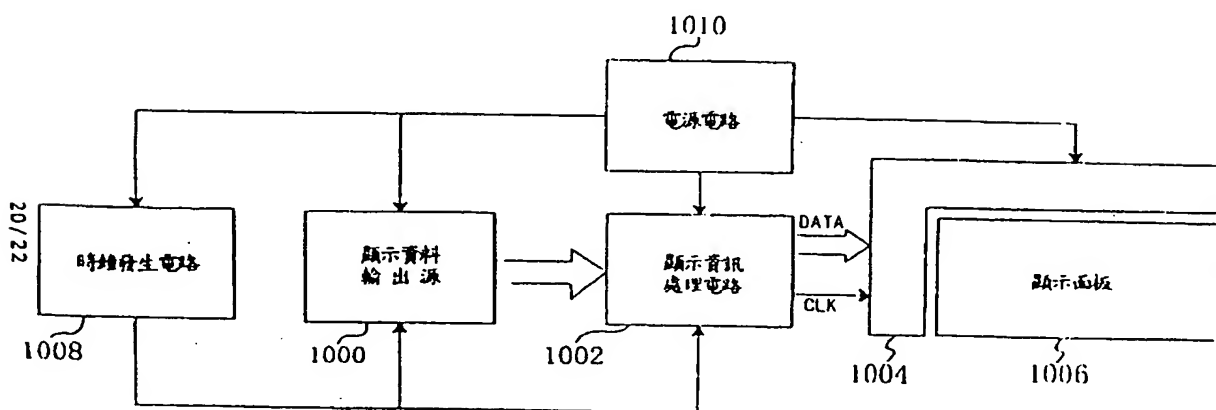 1010
電源電路
20/22
時鐘發生電路
1008
顯示資料
輸出源
1000
顯示資訊
處理電路
1002
DATA
CLK
1004
顯示面板
1006